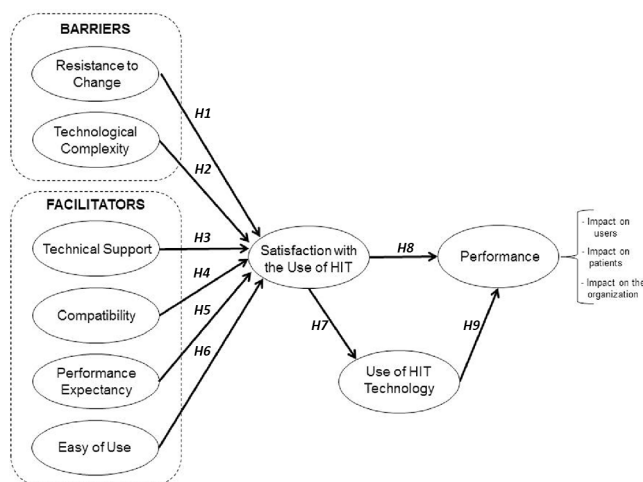 BARRIERS
Resistance to
Change
H1
Technological
Complexity
H2
FACILITATORS
Technical Support
H3
Satisfaction with
the Use of HIT
H8
Performance
- Impact on
users
- Impact on
patients
- Impact on the
organization
H4
Compatibility
H5
H6
H7
H9
Performance
Expectancy
Use of HIT
Technology
Easy of Use